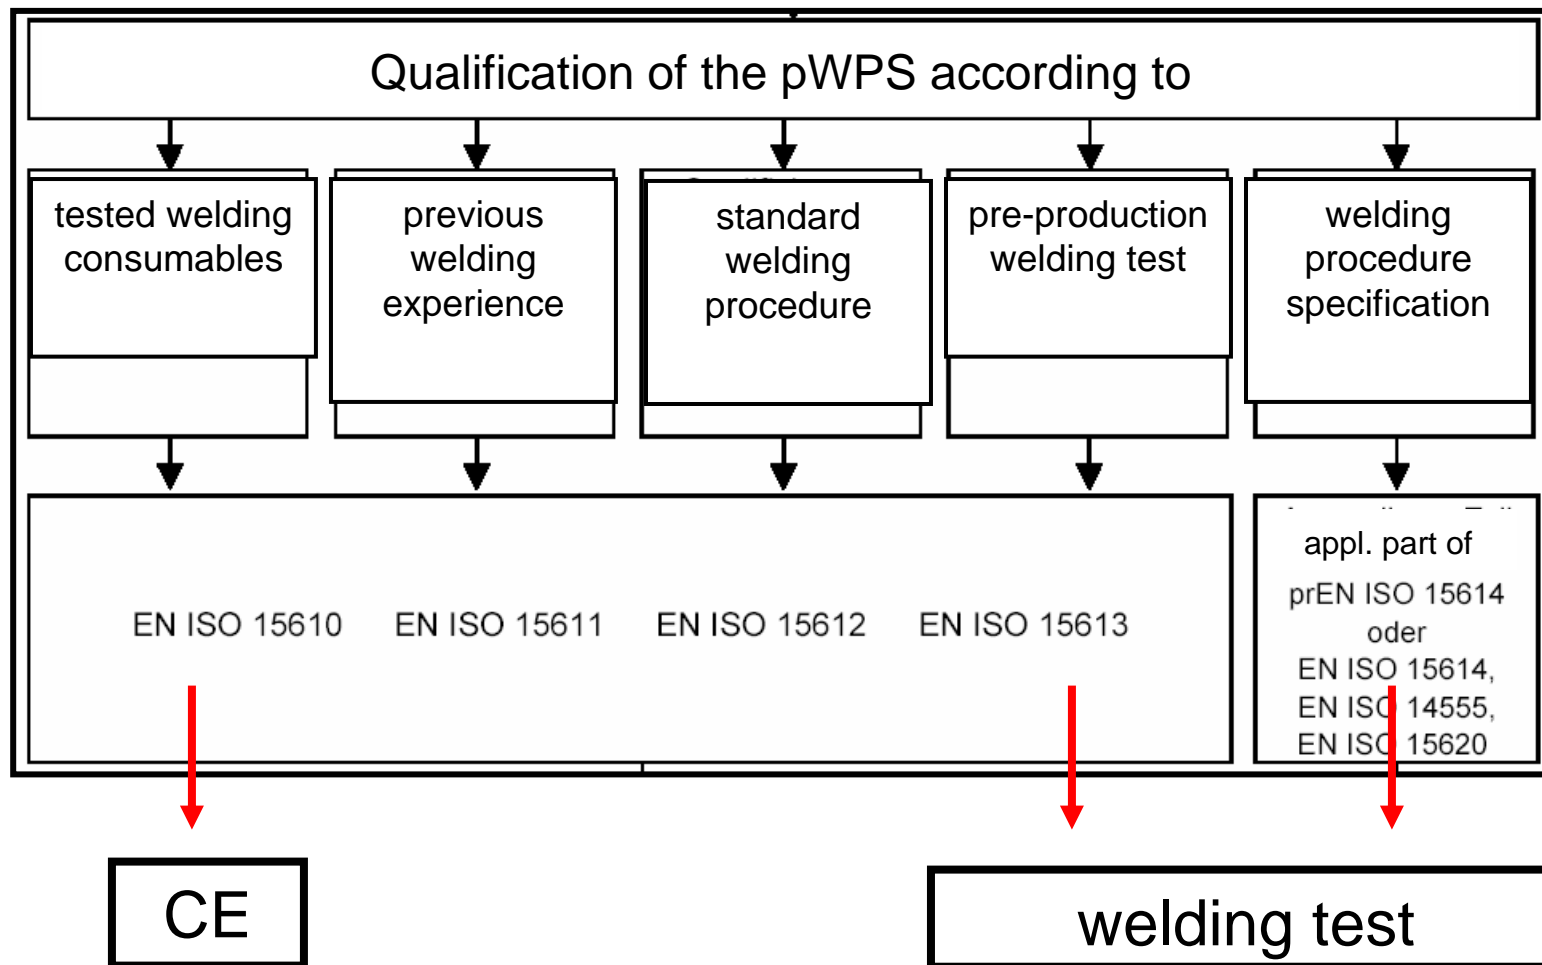 Qualification of the pWPS according to
tested welding
consumables
previous
welding
experience
standard
welding
procedure
pre-production
welding test
welding
procedure
specification
EN ISO 15610
EN ISO 15611
EN ISO 15612
EN ISO 15613
appl. part of
prEN ISO 15614
oder
EN ISO 15614,
EN ISO 14555,
EN ISO 15620
CE
welding test